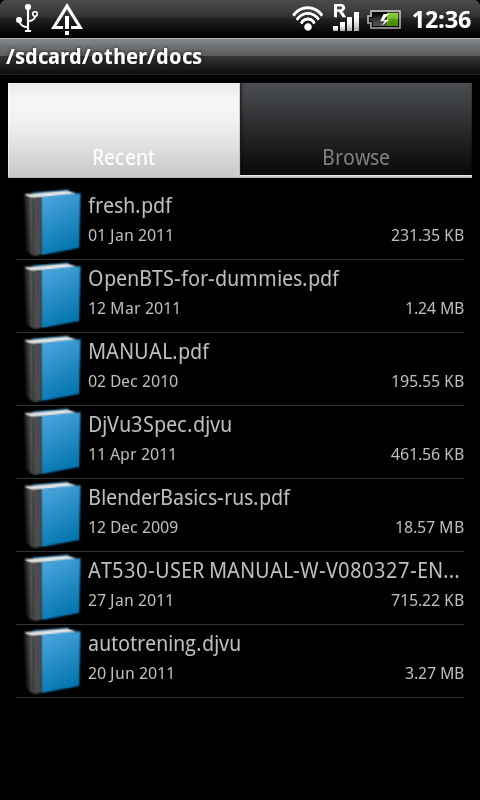 R
12:36
/sdcard/other/docs
Recent
Browse
fresh.pdf
01 Jan 2011
231.35 KB
OpenBTS-for-dummies.pdf
12 Mar 2011
1.24 MB
MANUAL.pdf
02 Dec 2010
195.55 KB
DjVu3Spec.djvu
11 Apr 2011
461.56 KB
BlenderBasics-rus.pdf
12 Dec 2009
18.57 MB
AT530-USER MANUAL-W-V080327-EN...
27 Jan 2011
715.22 KB
autotrening.djvu
20 Jun 2011
3.27 MB